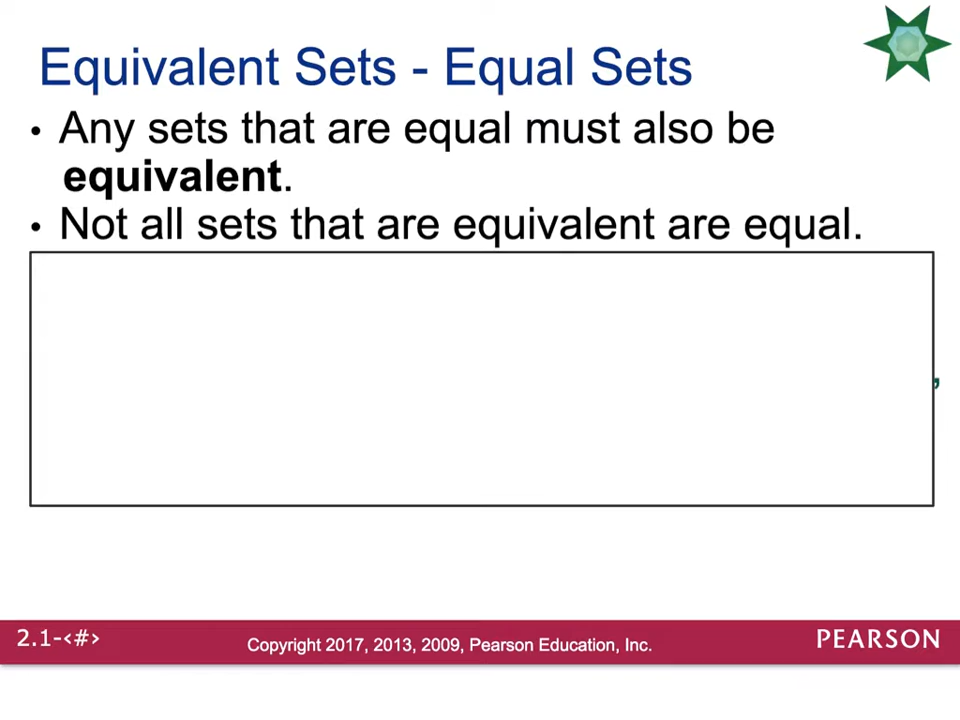 Equivalent Sets - Equal Sets
• Any sets that are equal must also be
equivalent.
• Not all sets that are equivalent are equal.
,
2.1-‹#›
Copyright 2017, 2013, 2009, Pearson Education, Inc.
PEARSON